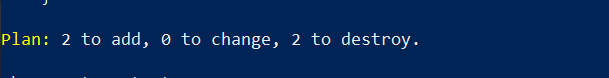 Plan: 2 to add, 0 to change, 2 to destroy.